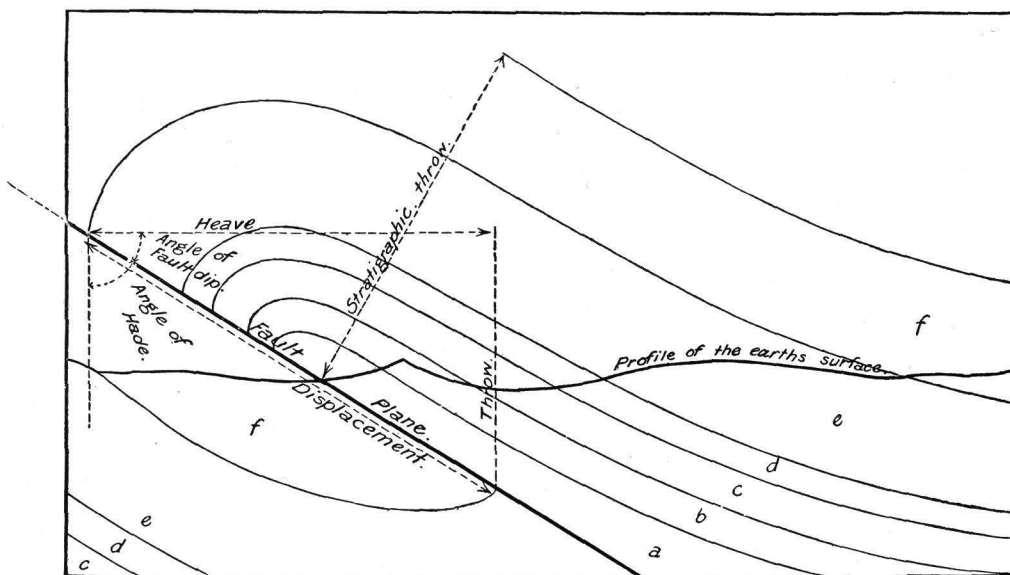 Stratigraphic throw.
Heave
Angle of
Fault dip.
Angle of
Hade.
Fault
Plane.
Displacement.
Throw.
Profile of the earths surface.
f
e
d
c
b
a
f
e
d
c